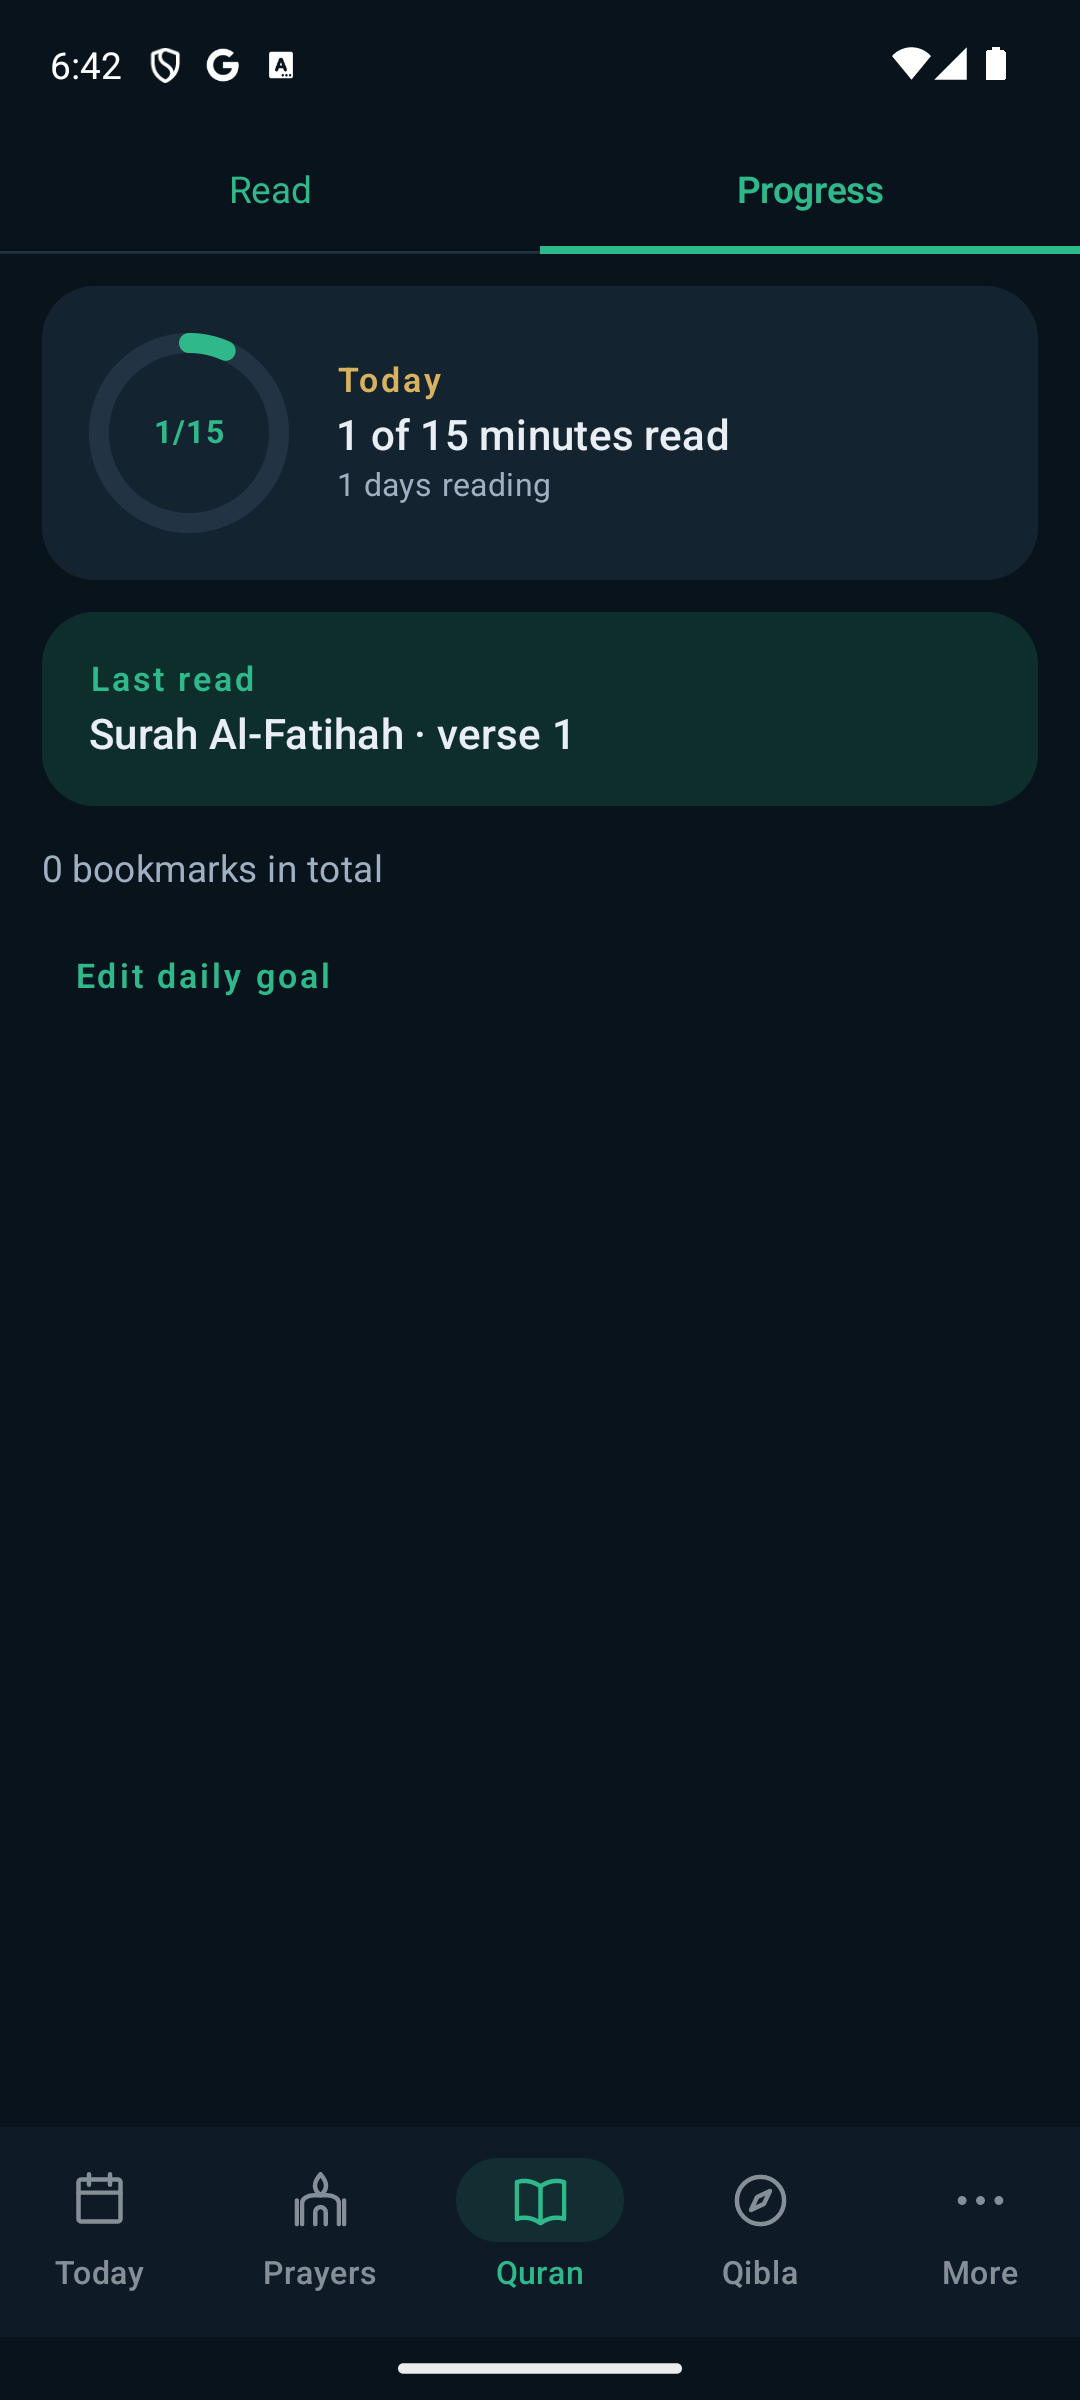 6:42
Read
Progress
1/15
Today
1 of 15 minutes read
1 days reading
Last read
Surah Al-Fatihah · verse 1
0 bookmarks in total
Edit daily goal
Today
Prayers
Quran
Qibla
More